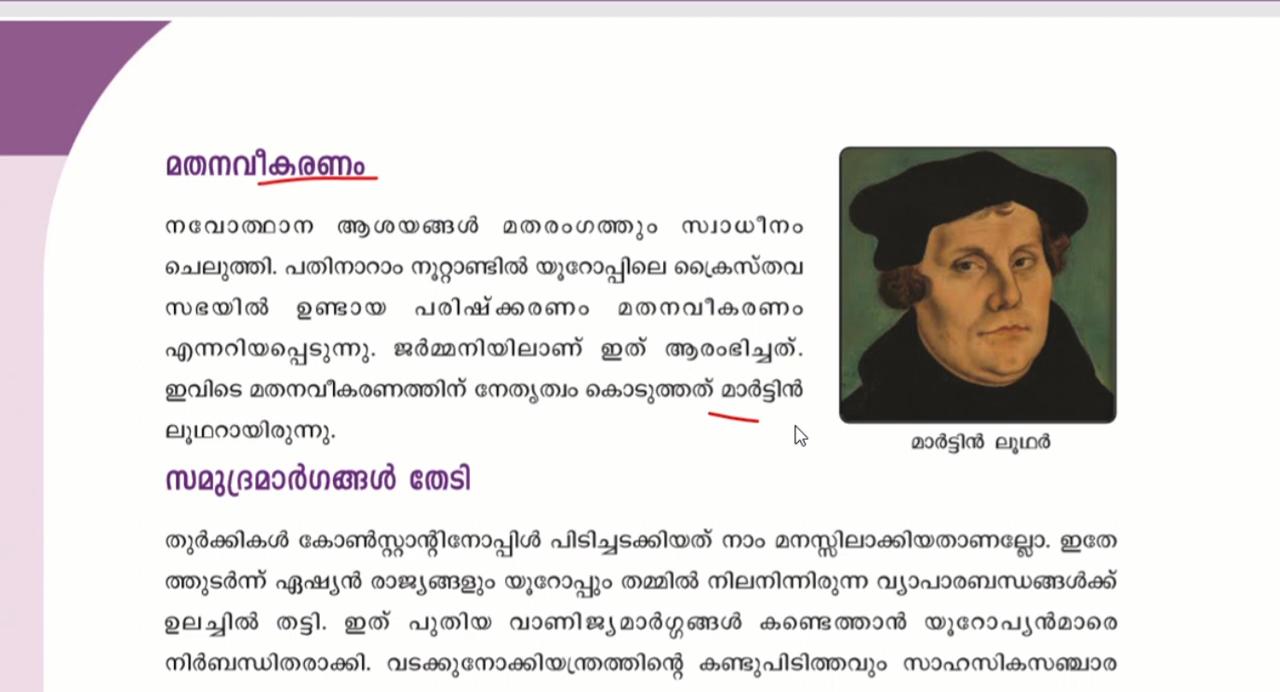 മതനവീകരണം
നവോത്ഥാന ആശയങ്ങൾ മതരംഗത്തും സ്വാധീനം
ചെലുത്തി. പതിനാറാം നൂറ്റാണ്ടിൽ യൂറോപ്പിലെ ക്രൈസ്തവ
സഭയിൽ ഉണ്ടായ പരിഷ്ക്കരണം മതനവീകരണം
എന്നറിയപ്പെടുന്നു. ജർമ്മനിയിലാണ് ഇത് ആരംഭിച്ചത്.
ഇവിടെ മതനവീകരണത്തിന് നേതൃത്വം കൊടുത്തത് മാർട്ടിൻ
ലൂഥറായിരുന്നു.
മാർട്ടിൻ ലൂഥർ
സമുദ്രമാർഗങ്ങൾ തേടി
തുർക്കികൾ കോൺസ്റ്റാന്റിനോപ്പിൾ പിടിച്ചടക്കിയത് നാം മനസ്സിലാക്കിയതാണല്ലോ. ഇതേ
ത്തുടർന്ന് ഏഷ്യൻ രാജ്യങ്ങളും യൂറോപ്പും തമ്മിൽ നിലനിന്നിരുന്ന വ്യാപാരബന്ധങ്ങൾക്ക്
ഉലച്ചിൽ തട്ടി. ഇത് പുതിയ വാണിജ്യമാർഗ്ഗങ്ങൾ കണ്ടെത്താൻ യൂറോപ്യൻമാരെ
നിർബന്ധിതരാക്കി. വടക്കുനോക്കിയന്ത്രത്തിന്റെ കണ്ടുപിടിത്തവും സാഹസികസഞ്ചാര